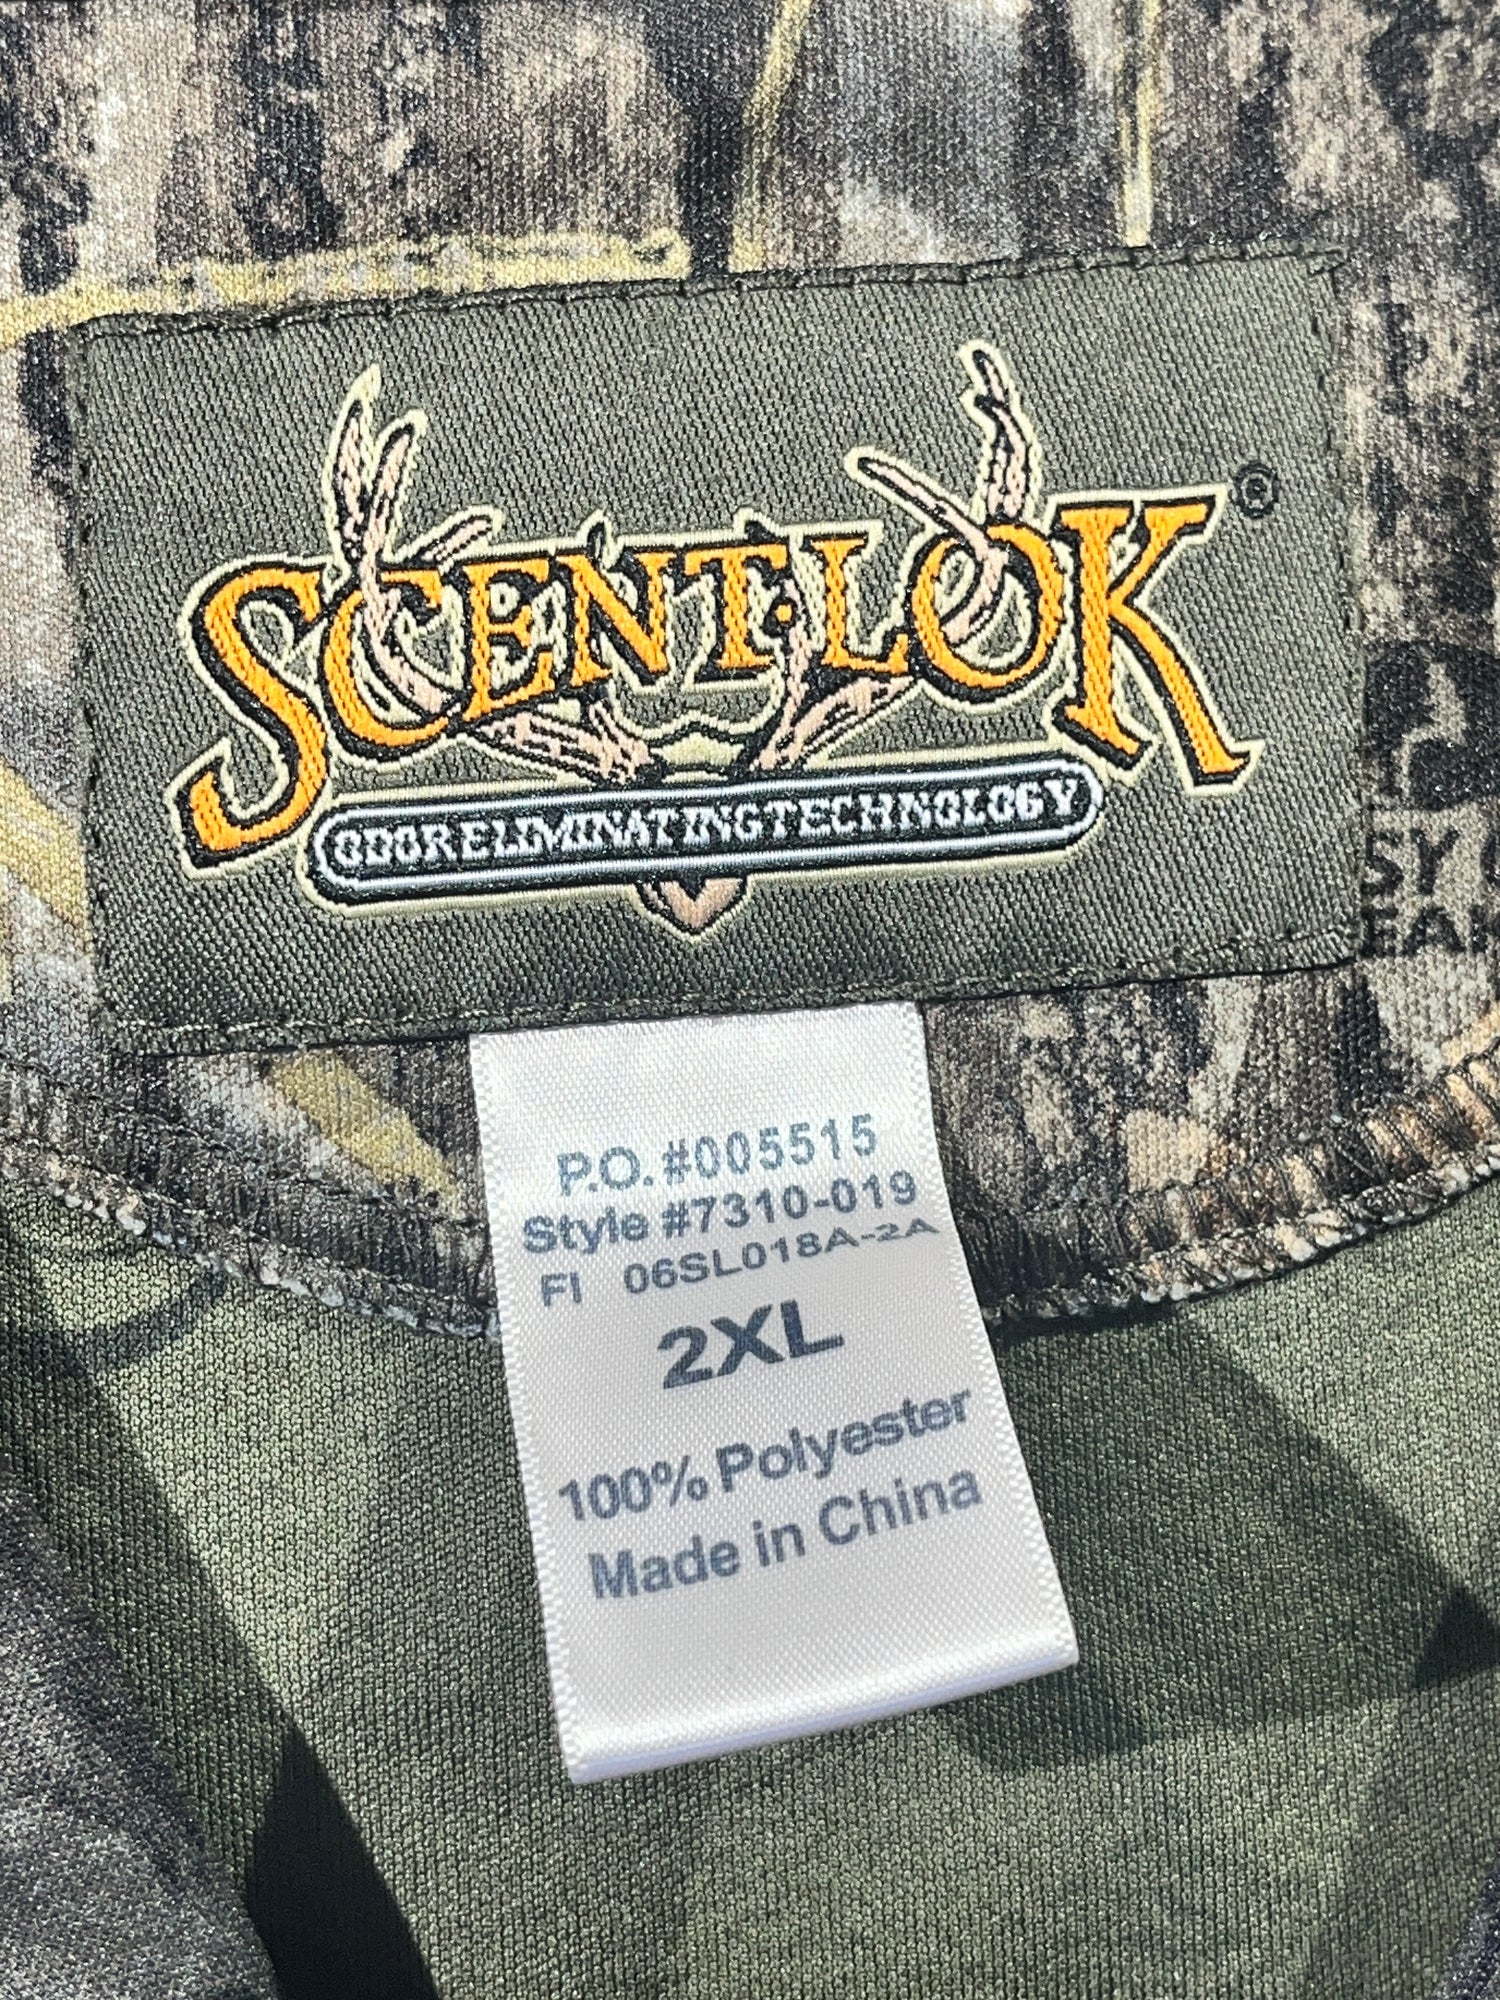 SCENT·LOK®
ODOR ELIMINATING TECHNOLOGY
P.O.#005515
Style #7310-019
FI 06SL018A-2A
2XL
100% Polyester
Made in China